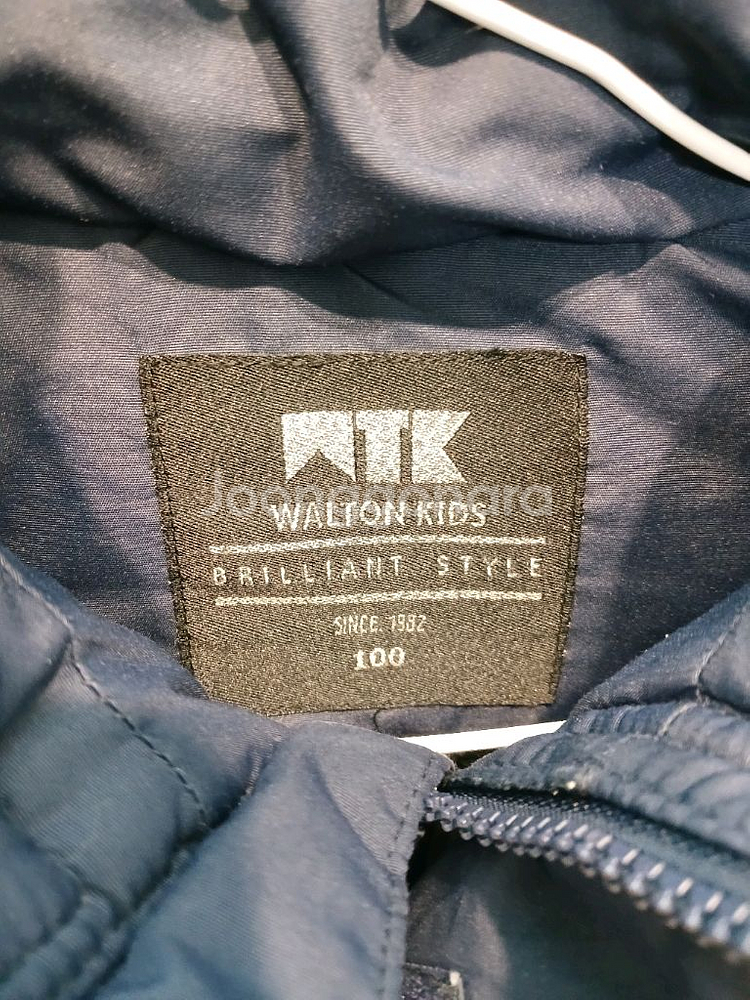 WTK
WALTON KIDS
BRILLIANT STYLE
SINCE. 1982
100